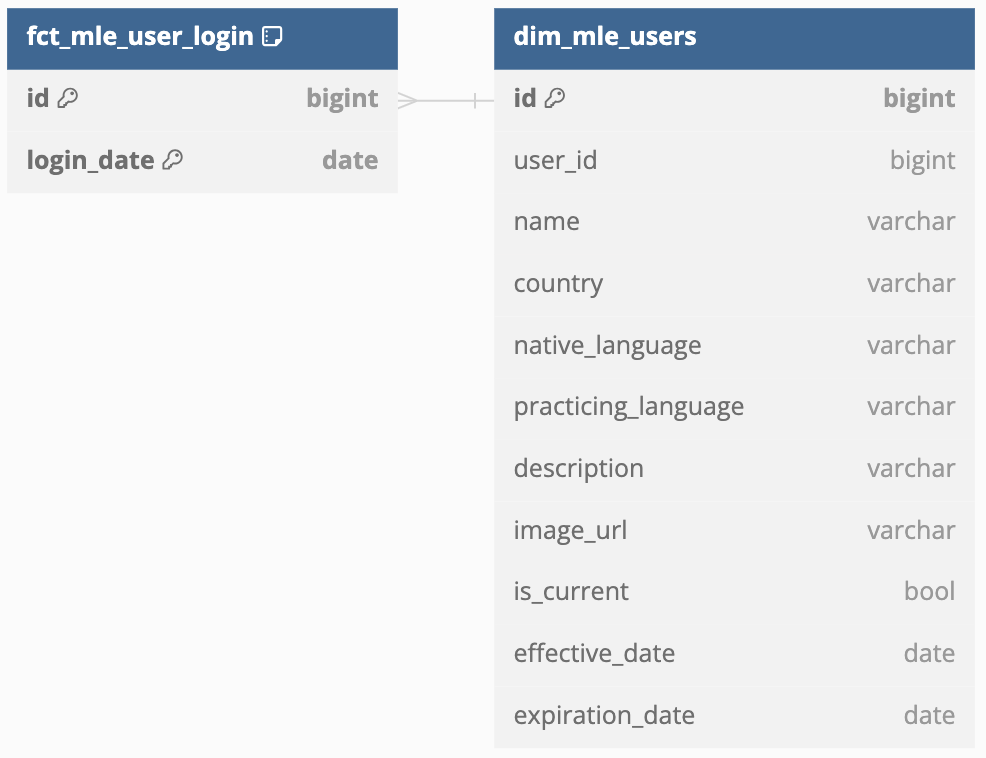 fct_mle_user_login
id bigint
login_date date
dim_mle_users
id bigint
user_id bigint
name varchar
country varchar
native_language varchar
practicing_language varchar
description varchar
image_url varchar
is_current bool
effective_date date
expiration_date date